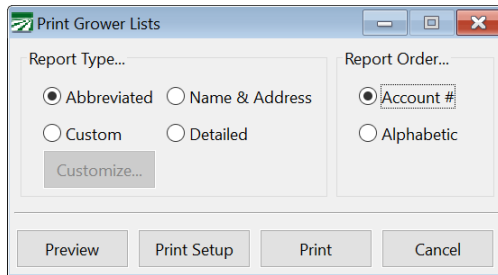 Print Grower Lists
Report Type...
Report Order...
Abbreviated
Name & Address
Account #
Custom
Detailed
Alphabetic
Customize...
Preview
Print Setup
Print
Cancel